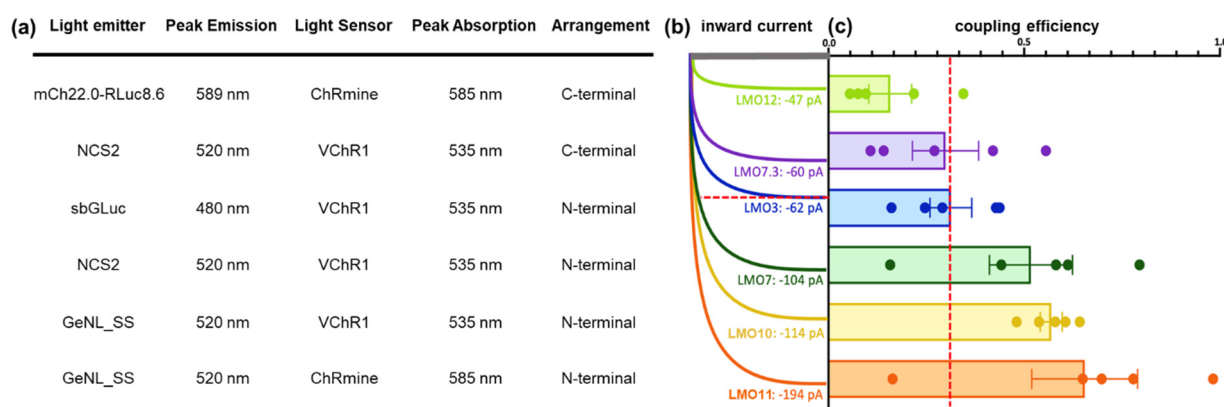 (a) Light emitter Peak Emission Light Sensor Peak Absorption Arrangement (b) inward current (c) coupling efficiency
0.0 0.5 1.0
mCh22.0-RLuc8.6 589 nm ChRmine 585 nm C-terminal LMO12: -47 pA
NCS2 520 nm VChR1 535 nm C-terminal LMO7.3: -60 pA
sbGLuc 480 nm VChR1 535 nm N-terminal LMO3: -62 pA
NCS2 520 nm VChR1 535 nm N-terminal LMO7: -104 pA
GeNL_SS 520 nm VChR1 535 nm N-terminal LMO10: -114 pA
GeNL_SS 520 nm ChRmine 585 nm N-terminal LMO11: -194 pA